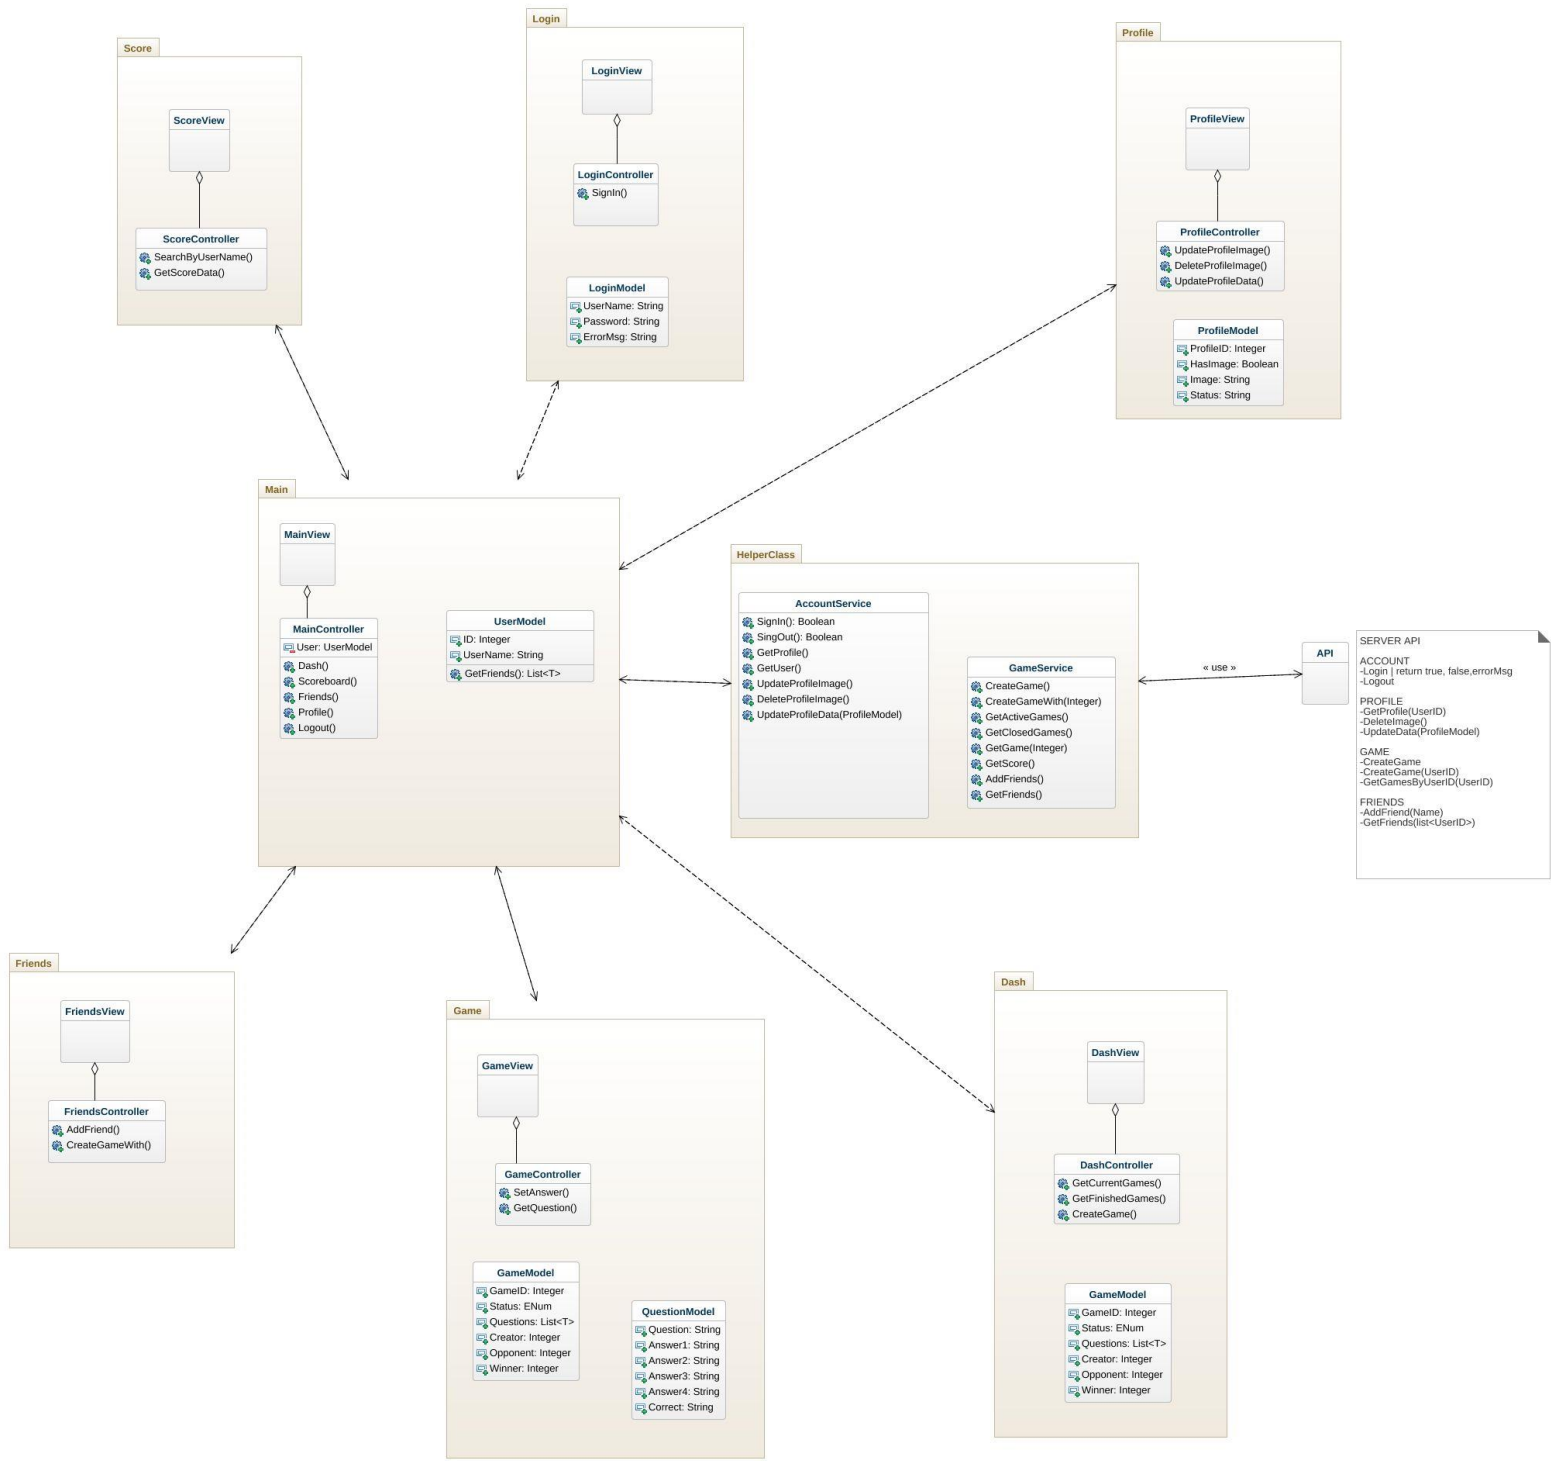 Score
ScoreView
ScoreController
SearchByUserName()
GetScoreData()
Login
LoginView
LoginController
SignIn()
LoginModel
UserName: String
Password: String
ErrorMsg: String
Profile
ProfileView
ProfileController
UpdateProfileImage()
DeleteProfileImage()
UpdateProfileData()
ProfileModel
ProfileID: Integer
HasImage: Boolean
Image: String
Status: String
Main
MainView
MainController
User: UserModel
Dash()
Scoreboard()
Friends()
Profile()
Logout()
UserModel
ID: Integer
UserName: String
GetFriends(): List<T>
HelperClass
AccountService
SignIn(): Boolean
SingOut(): Boolean
GetProfile()
GetUser()
UpdateProfileImage()
DeleteProfileImage()
UpdateProfileData(ProfileModel)
GameService
CreateGame()
CreateGameWith(Integer)
GetActiveGames()
GetClosedGames()
GetGame(Integer)
GetScore()
AddFriends()
GetFriends()
« use »
API
SERVER API
ACCOUNT
-Login | return true, false,errorMsg
-Logout
PROFILE
-GetProfile(UserID)
-DeleteImage()
-UpdateData(ProfileModel)
GAME
-CreateGame
-CreateGame(UserID)
-GetGamesByUserID(UserID)
FRIENDS
-AddFriend(Name)
-GetFriends(list<UserID>)
Friends
FriendsView
FriendsController
AddFriend()
CreateGameWith()
Game
GameView
GameController
SetAnswer()
GetQuestion()
GameModel
GameID: Integer
Status: ENum
Questions: List<T>
Creator: Integer
Opponent: Integer
Winner: Integer
QuestionModel
Question: String
Answer1: String
Answer2: String
Answer3: String
Answer4: String
Correct: String
Dash
DashView
DashController
GetCurrentGames()
GetFinishedGames()
CreateGame()
GameModel
GameID: Integer
Status: ENum
Questions: List<T>
Creator: Integer
Opponent: Integer
Winner: Integer